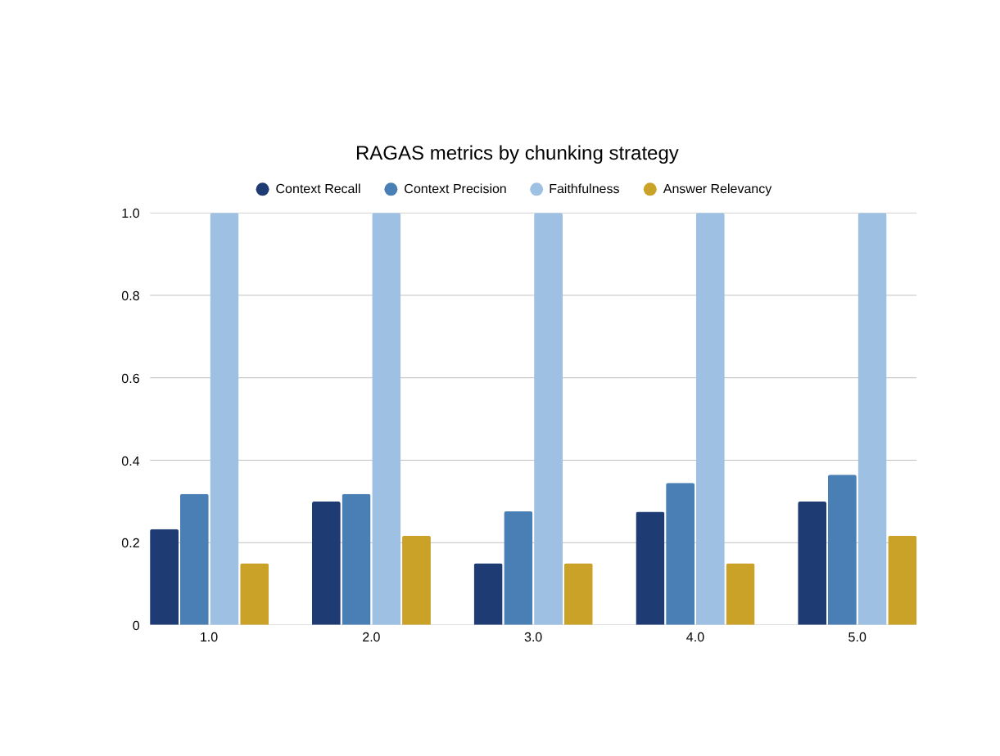 RAGAS metrics by chunking strategy
Context Recall Context Precision Faithfulness Answer Relevancy
1.0
0.8
0.6
0.4
0.2
0
1.0 2.0 3.0 4.0 5.0